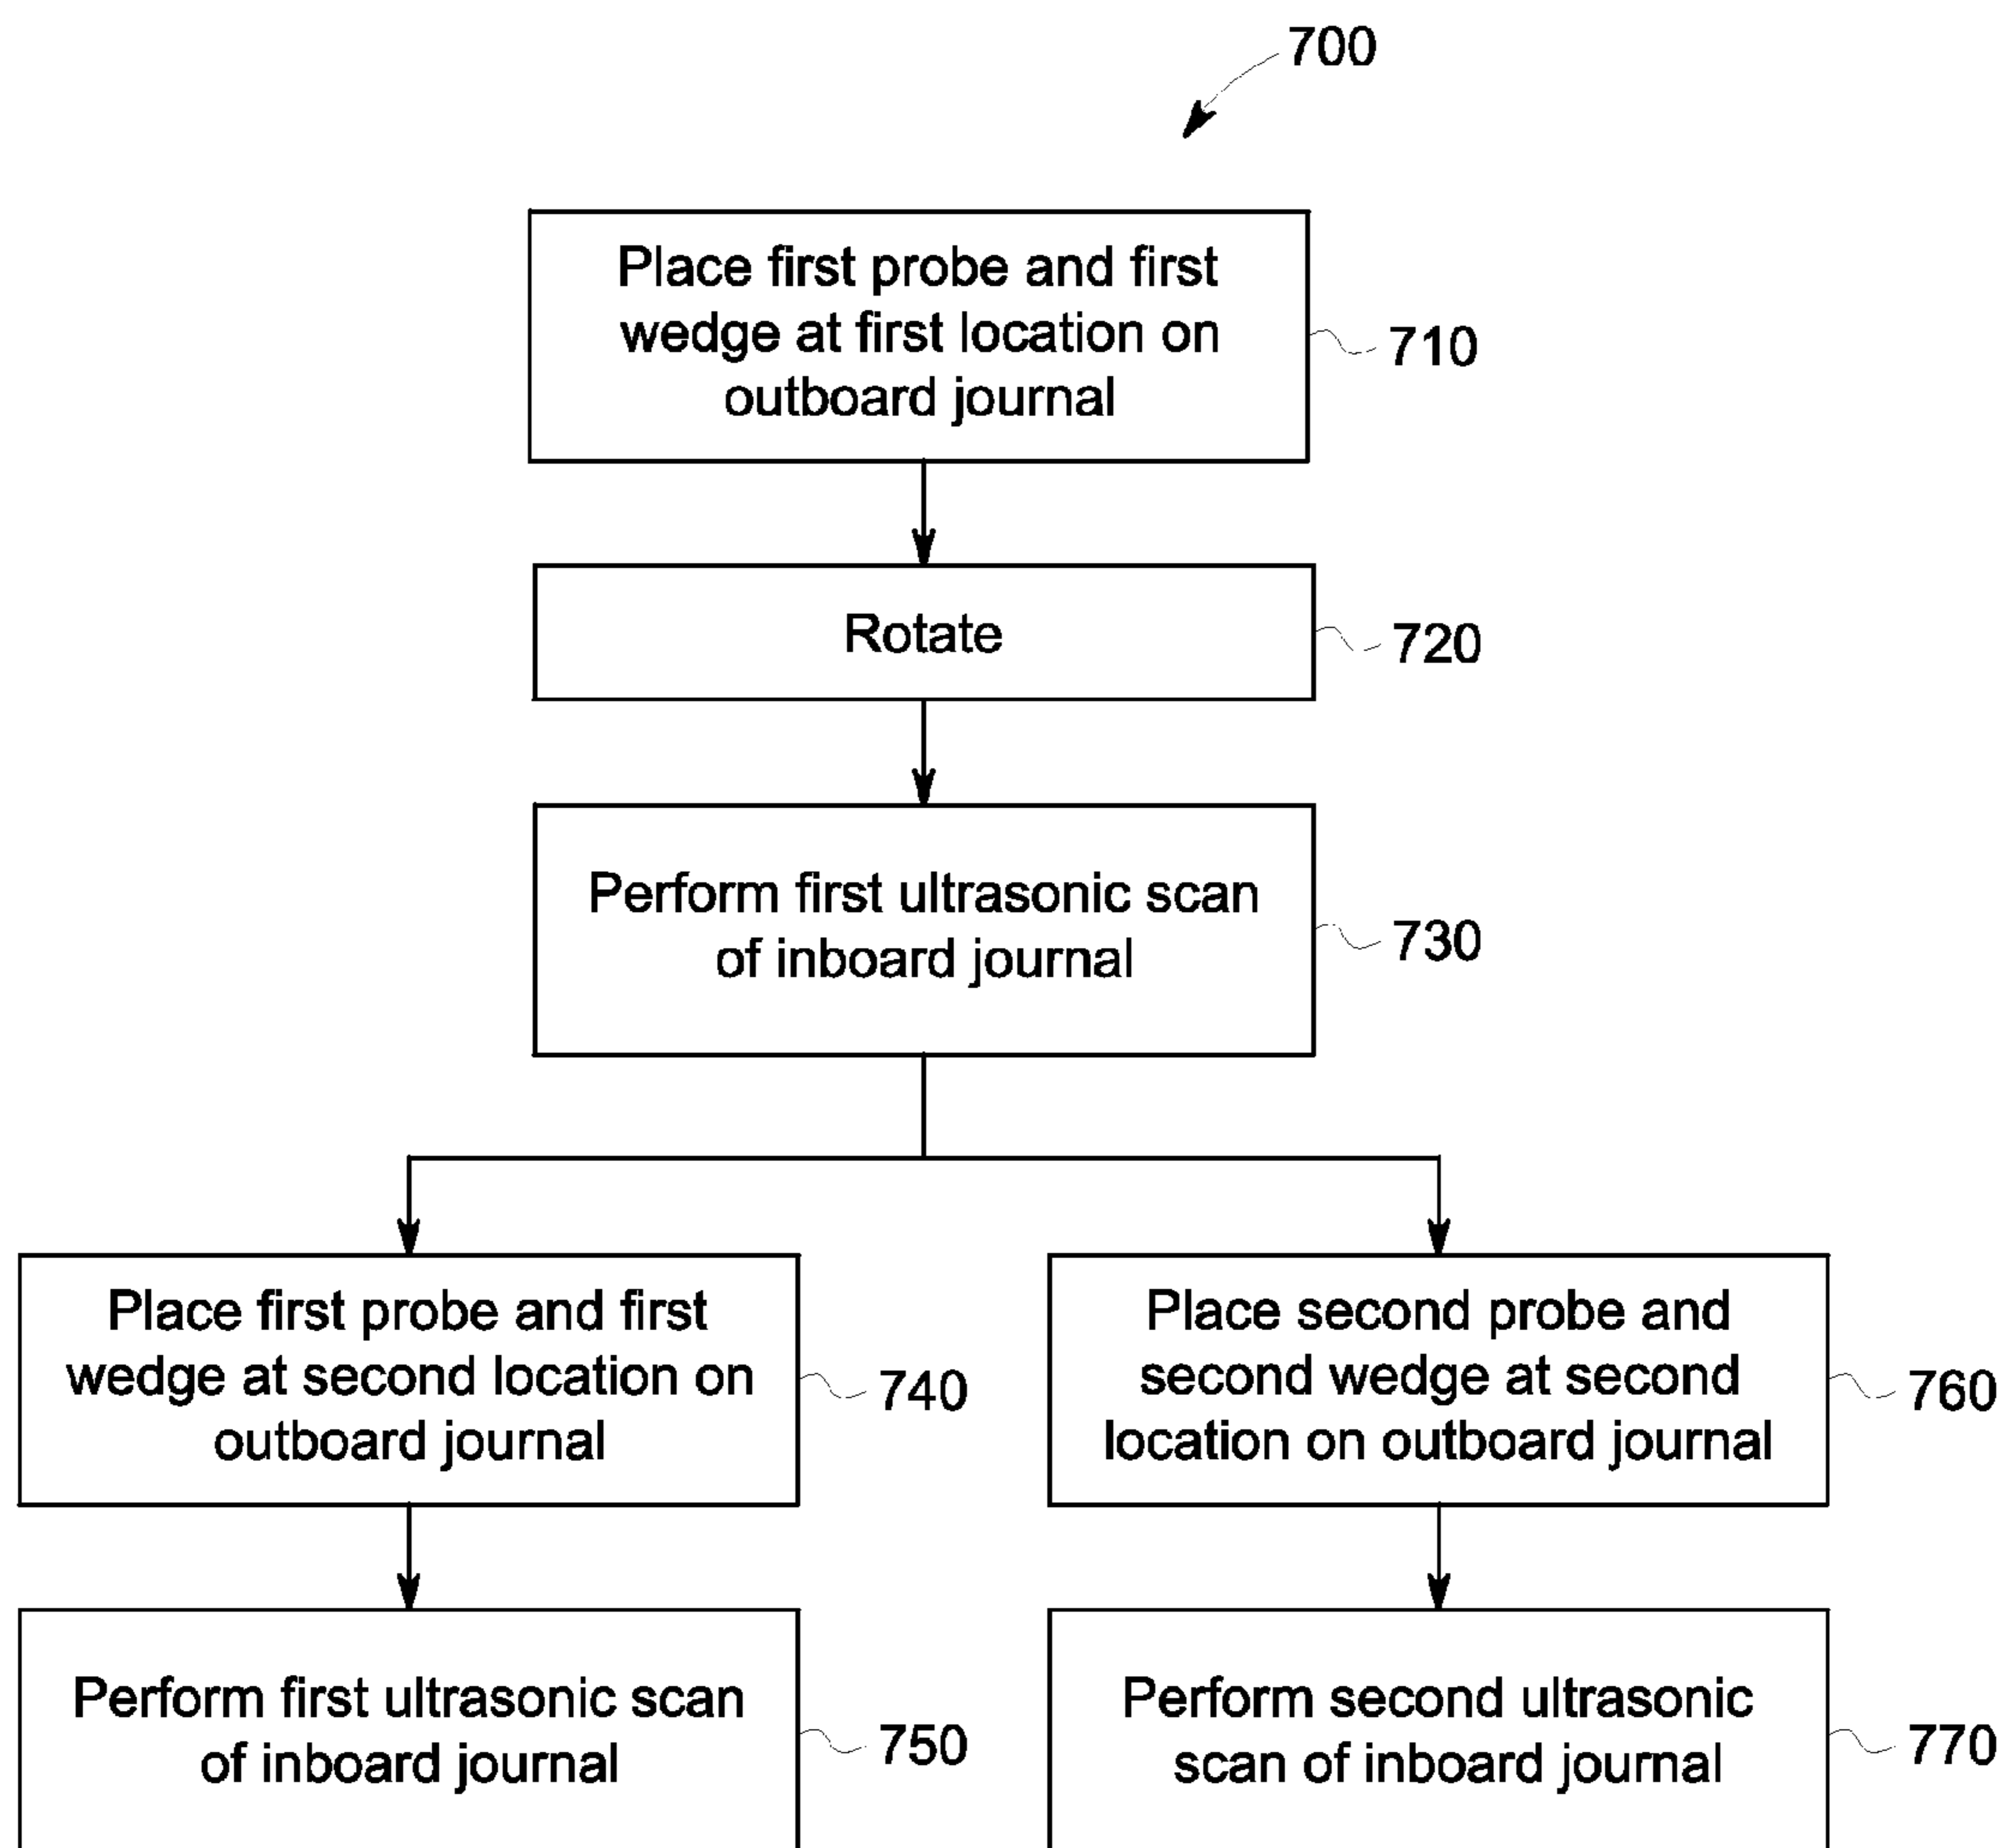 700
Place first probe and first
wedge at first location on
outboard journal
710
Rotate
720
Perform first ultrasonic scan
of inboard journal
730
Place first probe and first
wedge at second location on
outboard journal
740
Place second probe and
second wedge at second
location on outboard journal
760
Perform first ultrasonic scan
of inboard journal
750
Perform second ultrasonic
scan of inboard journal
770